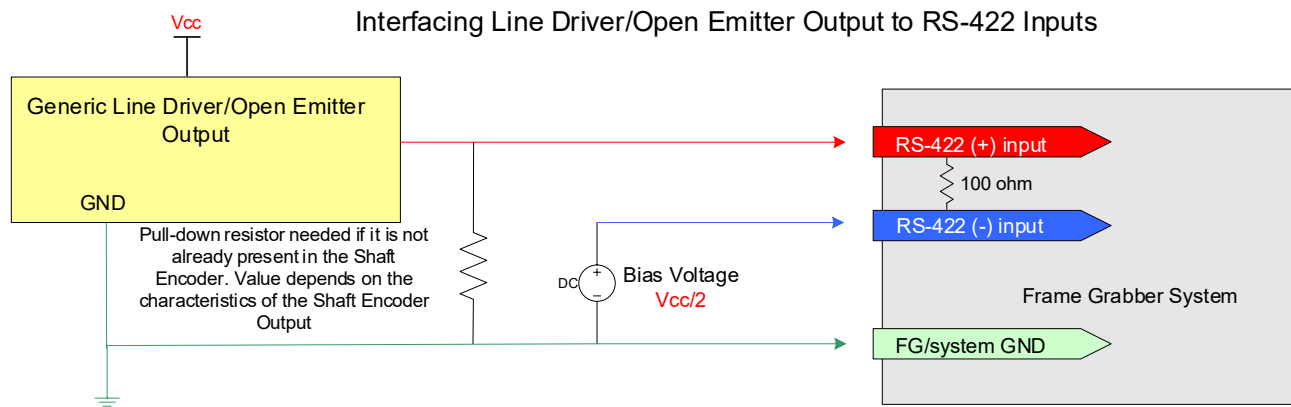 Vcc
Interfacing Line Driver/Open Emitter Output to RS-422 Inputs
Generic Line Driver/Open Emitter
Output
GND
Pull-down resistor needed if it is not
already present in the Shaft
Encoder. Value depends on the
characteristics of the Shaft Encoder
Output
DC
+
−
Bias Voltage
Vcc/2
RS-422 (+) input
100 ohm
RS-422 (-) input
Frame Grabber System
FG/system GND